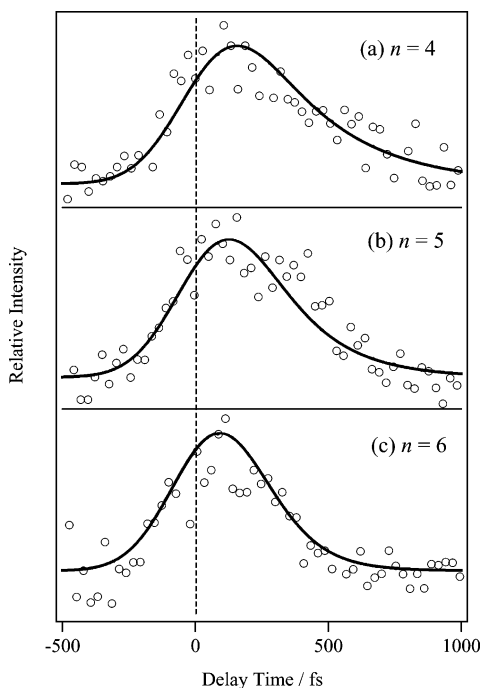 (a) n = 4
(b) n = 5
(c) n = 6
Relative Intensity
-500 0 500 1000
Delay Time / fs